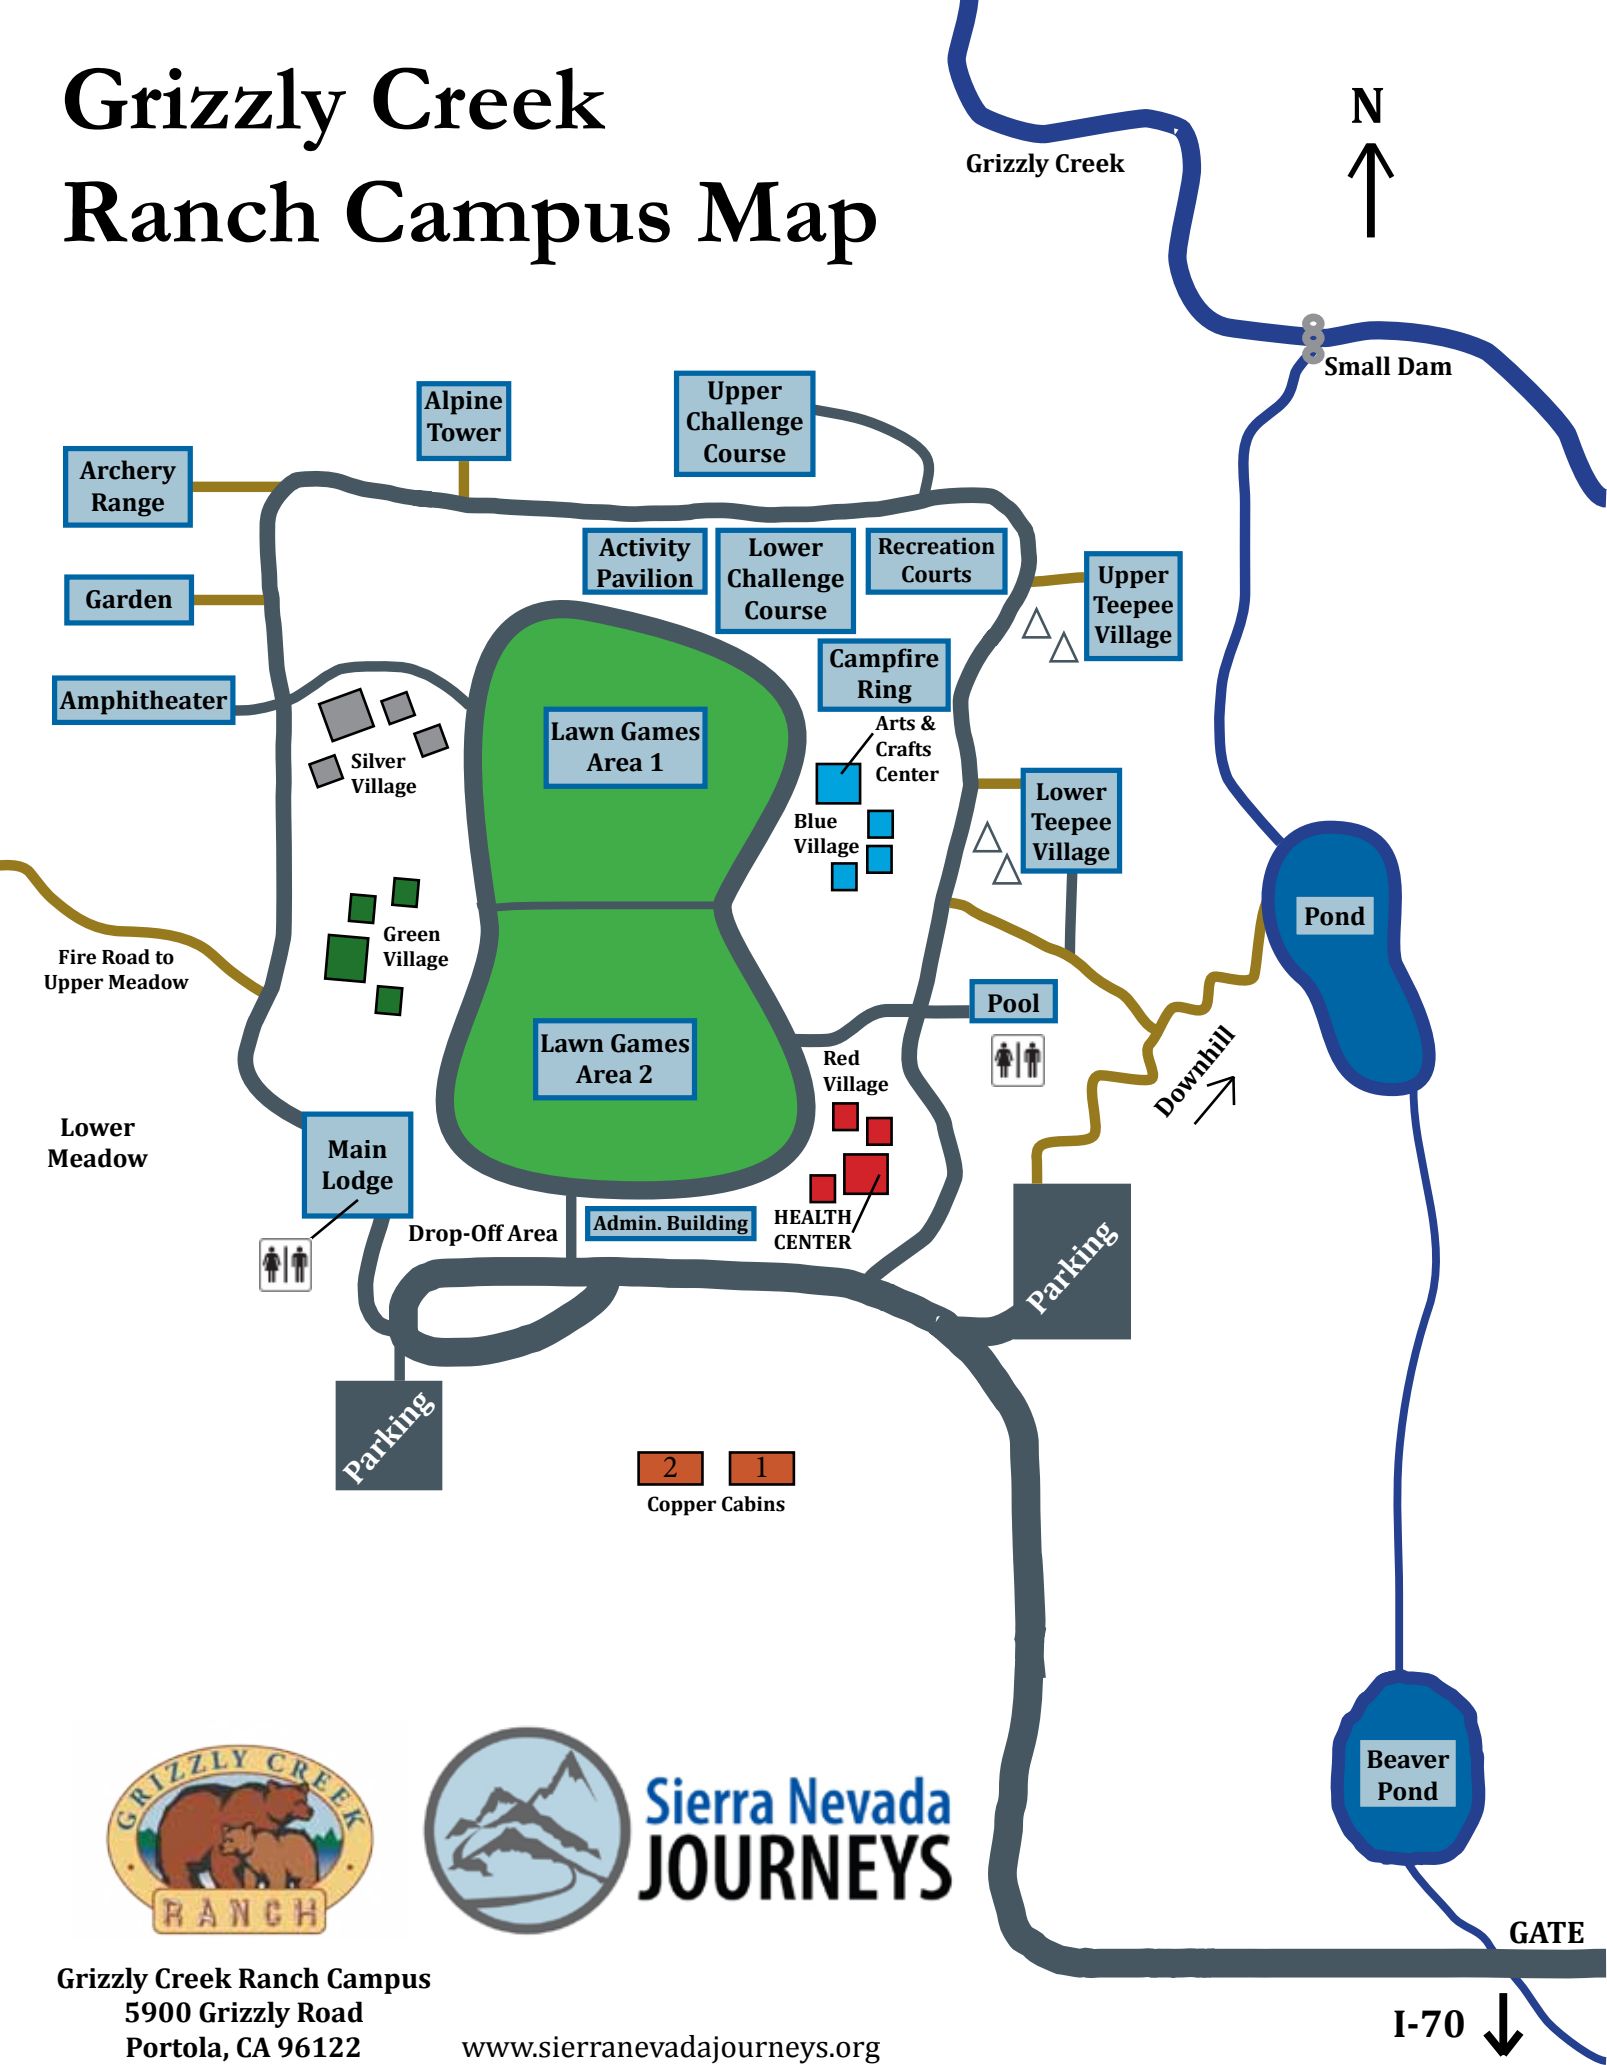 Grizzly Creek
Ranch Campus Map
N
Grizzly Creek
Small Dam
Alpine
Tower
Upper
Challenge
Course
Archery
Range
Activity
Pavilion
Lower
Challenge
Course
Recreation
Courts
Upper
Teepee
Village
Garden
Campfire
Ring
Amphitheater
Lawn Games
Area 1
Arts &
Crafts
Center
Silver
Village
Blue
Village
Lower
Teepee
Village
Pond
Green
Village
Fire Road to
Upper Meadow
Pool
Lawn Games
Area 2
Red
Village
Downhill
Lower
Meadow
Main
Lodge
Drop-Off Area
Admin. Building
HEALTH
CENTER
Parking
Parking
2
1
Copper Cabins
Beaver
Pond
GRIZZLY CREEK
RANCH
Sierra Nevada
JOURNEYS
GATE
Grizzly Creek Ranch Campus
5900 Grizzly Road
Portola, CA 96122
www.sierranevadajourneys.org
I-70